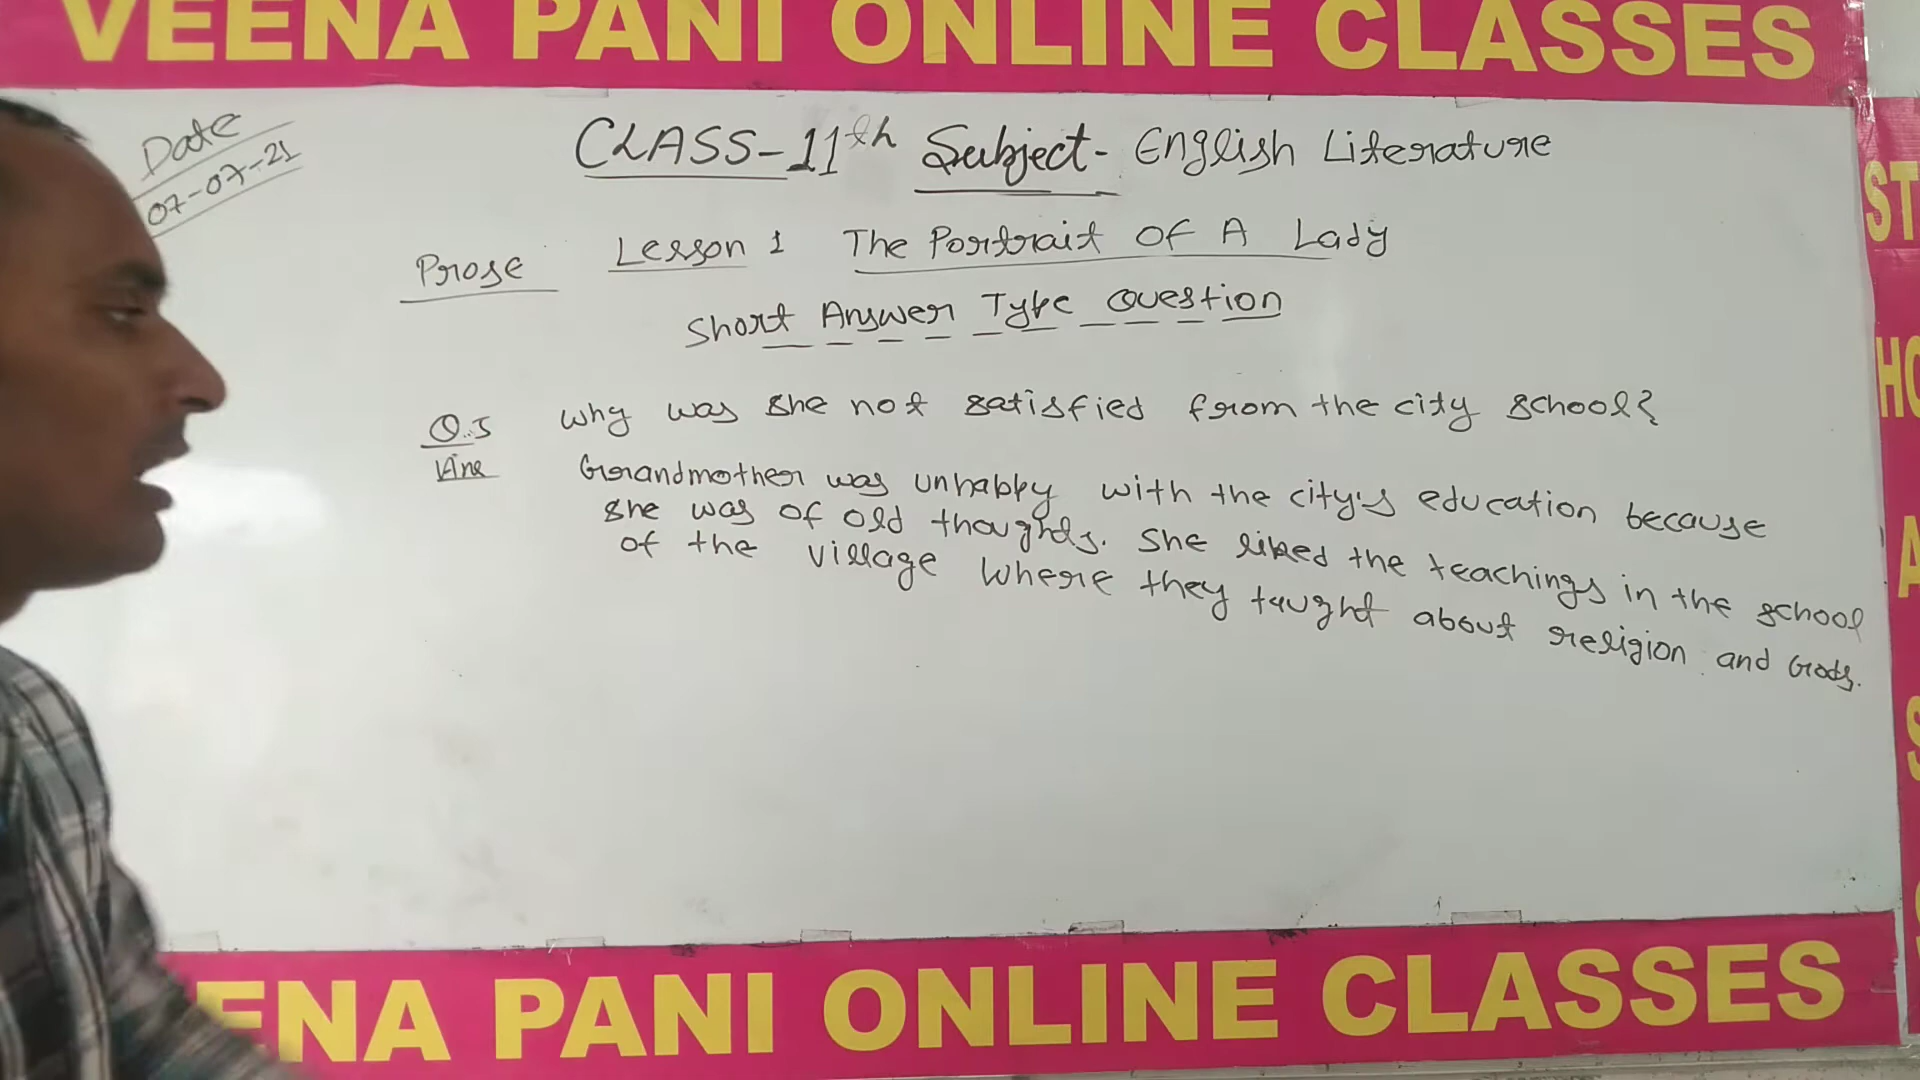 VEENA PANI ONLINE CLASSES
Date
07-07-21
CLASS-11th Subject- English Literature
Prose Lesson 1 The Portrait Of A Lady
Short Answer Type Question
Q.5 Why was she not satisfied from the city school?
Ans Grandmother was unhappy with the city's education because
she was of old thoughts. She liked the teachings in the school
of the village where they taught about religion and Gods.
ENA PANI ONLINE CLASSES
ST
HO
A
S